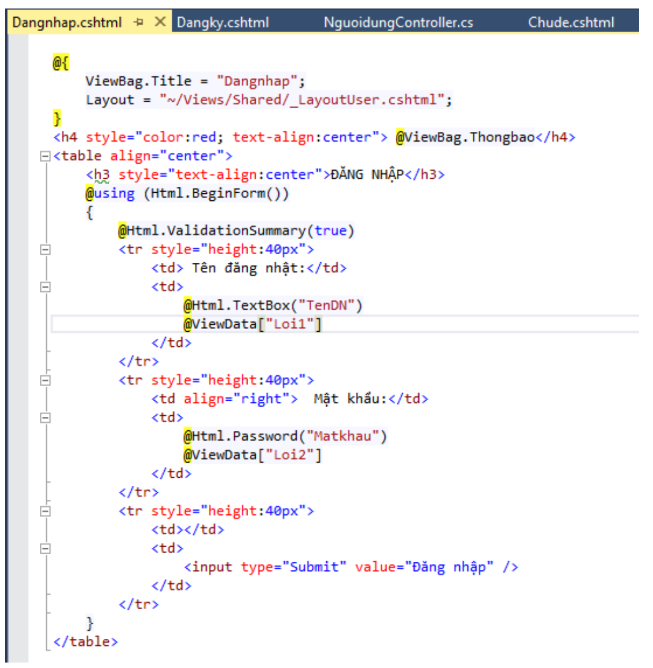 Dangnhap.cshtml Dangky.cshtml NguoidungController.cs Chude.cshtml
@{
    ViewBag.Title = "Dangnhap";
    Layout = "~/Views/Shared/_LayoutUser.cshtml";
}
<h4 style="color:red; text-align:center"> @ViewBag.Thongbao</h4>
<table align="center">
    <h3 style="text-align:center">ĐĂNG NHẬP</h3>
    @using (Html.BeginForm())
    {
        @Html.ValidationSummary(true)
        <tr style="height:40px">
            <td> Tên đăng nhật:</td>
            <td>
                @Html.TextBox("TenDN")
                @ViewData["Loi1"]
            </td>
        </tr>
        <tr style="height:40px">
            <td align="right">  Mật khẩu:</td>
            <td>
                @Html.Password("Matkhau")
                @ViewData["Loi2"]
            </td>
        </tr>
        <tr style="height:40px">
            <td></td>
            <td>
                <input type="Submit" value="Đăng nhập" />
            </td>
        </tr>
    }
</table>